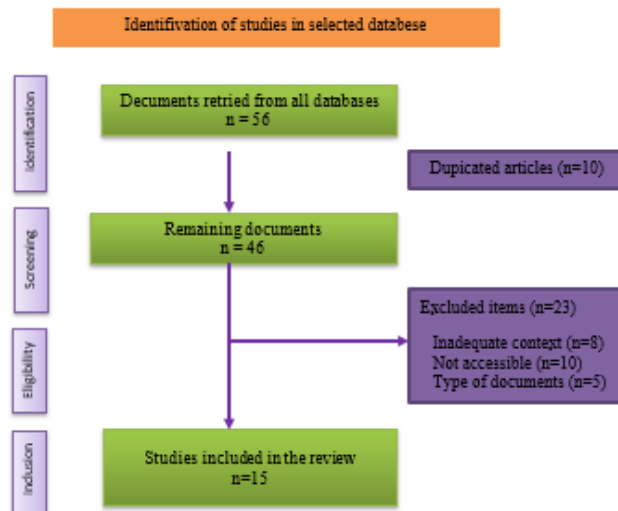 Identifivation of studies in selected databese
Identification
Decuments retried from all databases
n = 56
Dupicated articles (n=10)
Screening
Remaining documents
n = 46
Excluded items (n=23)
Inadequate context (n=8)
Not accessible (n=10)
Type of documents (n=5)
Eligibility
Inclusion
Studies included in the review
n=15